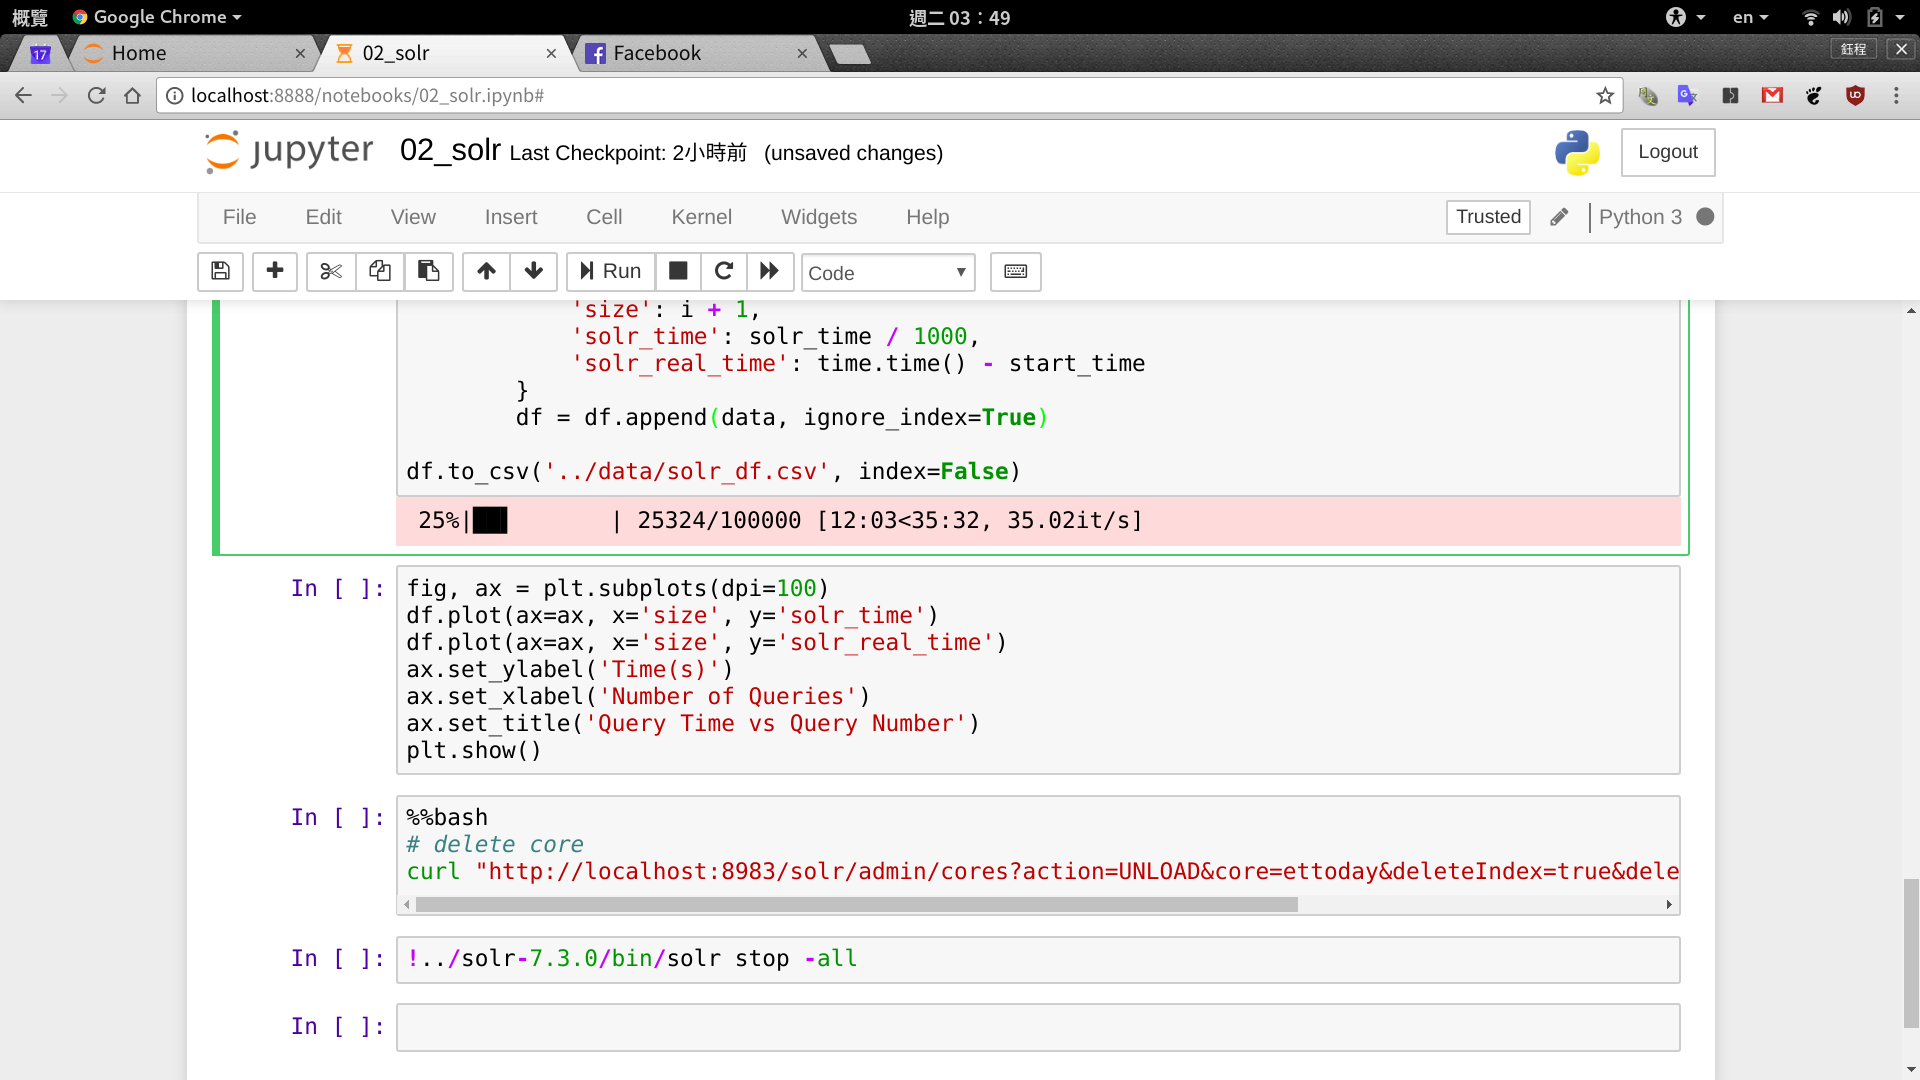 概覽 Google Chrome 週二 03：49 en
17 Home 02_solr Facebook 鈺程
localhost:8888/notebooks/02_solr.ipynb#
jupyter 02_solr Last Checkpoint: 2小時前 (unsaved changes) Logout
File Edit View Insert Cell Kernel Widgets Help Trusted Python 3
Run Code
'size': i + 1,
'solr_time': solr_time / 1000,
'solr_real_time': time.time() - start_time
}
df = df.append(data, ignore_index=True)
df.to_csv('../data/solr_df.csv', index=False)
25%|███ | 25324/100000 [12:03<35:32, 35.02it/s]
In [ ]: fig, ax = plt.subplots(dpi=100)
df.plot(ax=ax, x='size', y='solr_time')
df.plot(ax=ax, x='size', y='solr_real_time')
ax.set_ylabel('Time(s)')
ax.set_xlabel('Number of Queries')
ax.set_title('Query Time vs Query Number')
plt.show()
In [ ]: %%bash
# delete core
curl "http://localhost:8983/solr/admin/cores?action=UNLOAD&core=ettoday&deleteIndex=true&dele
In [ ]: !../solr-7.3.0/bin/solr stop -all
In [ ]: